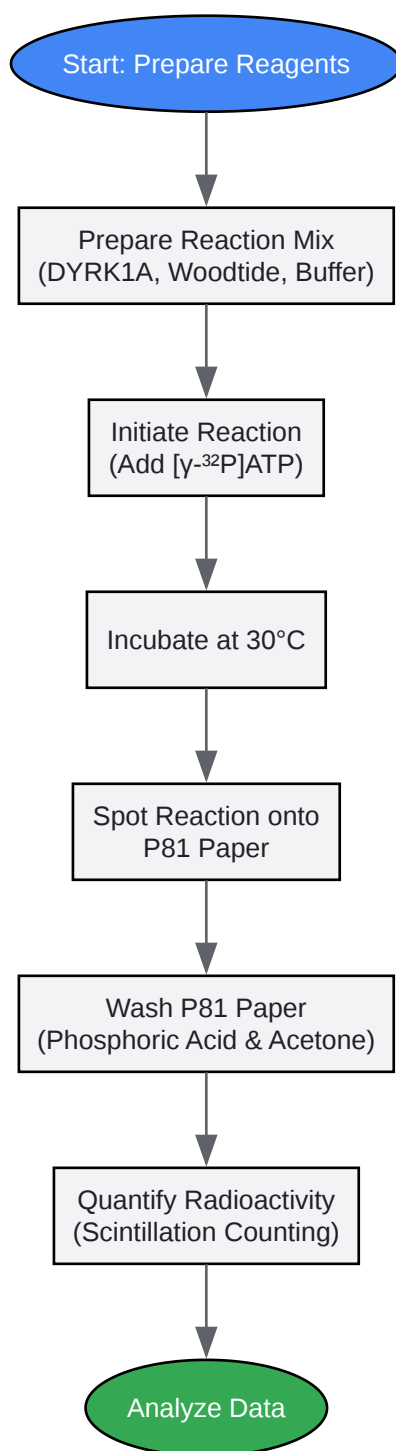 Start: Prepare Reagents
Prepare Reaction Mix
(DYRK1A, Woodtide, Buffer)
Initiate Reaction
(Add [γ-³²P]ATP)
Incubate at 30°C
Spot Reaction onto
P81 Paper
Wash P81 Paper
(Phosphoric Acid & Acetone)
Quantify Radioactivity
(Scintillation Counting)
Analyze Data